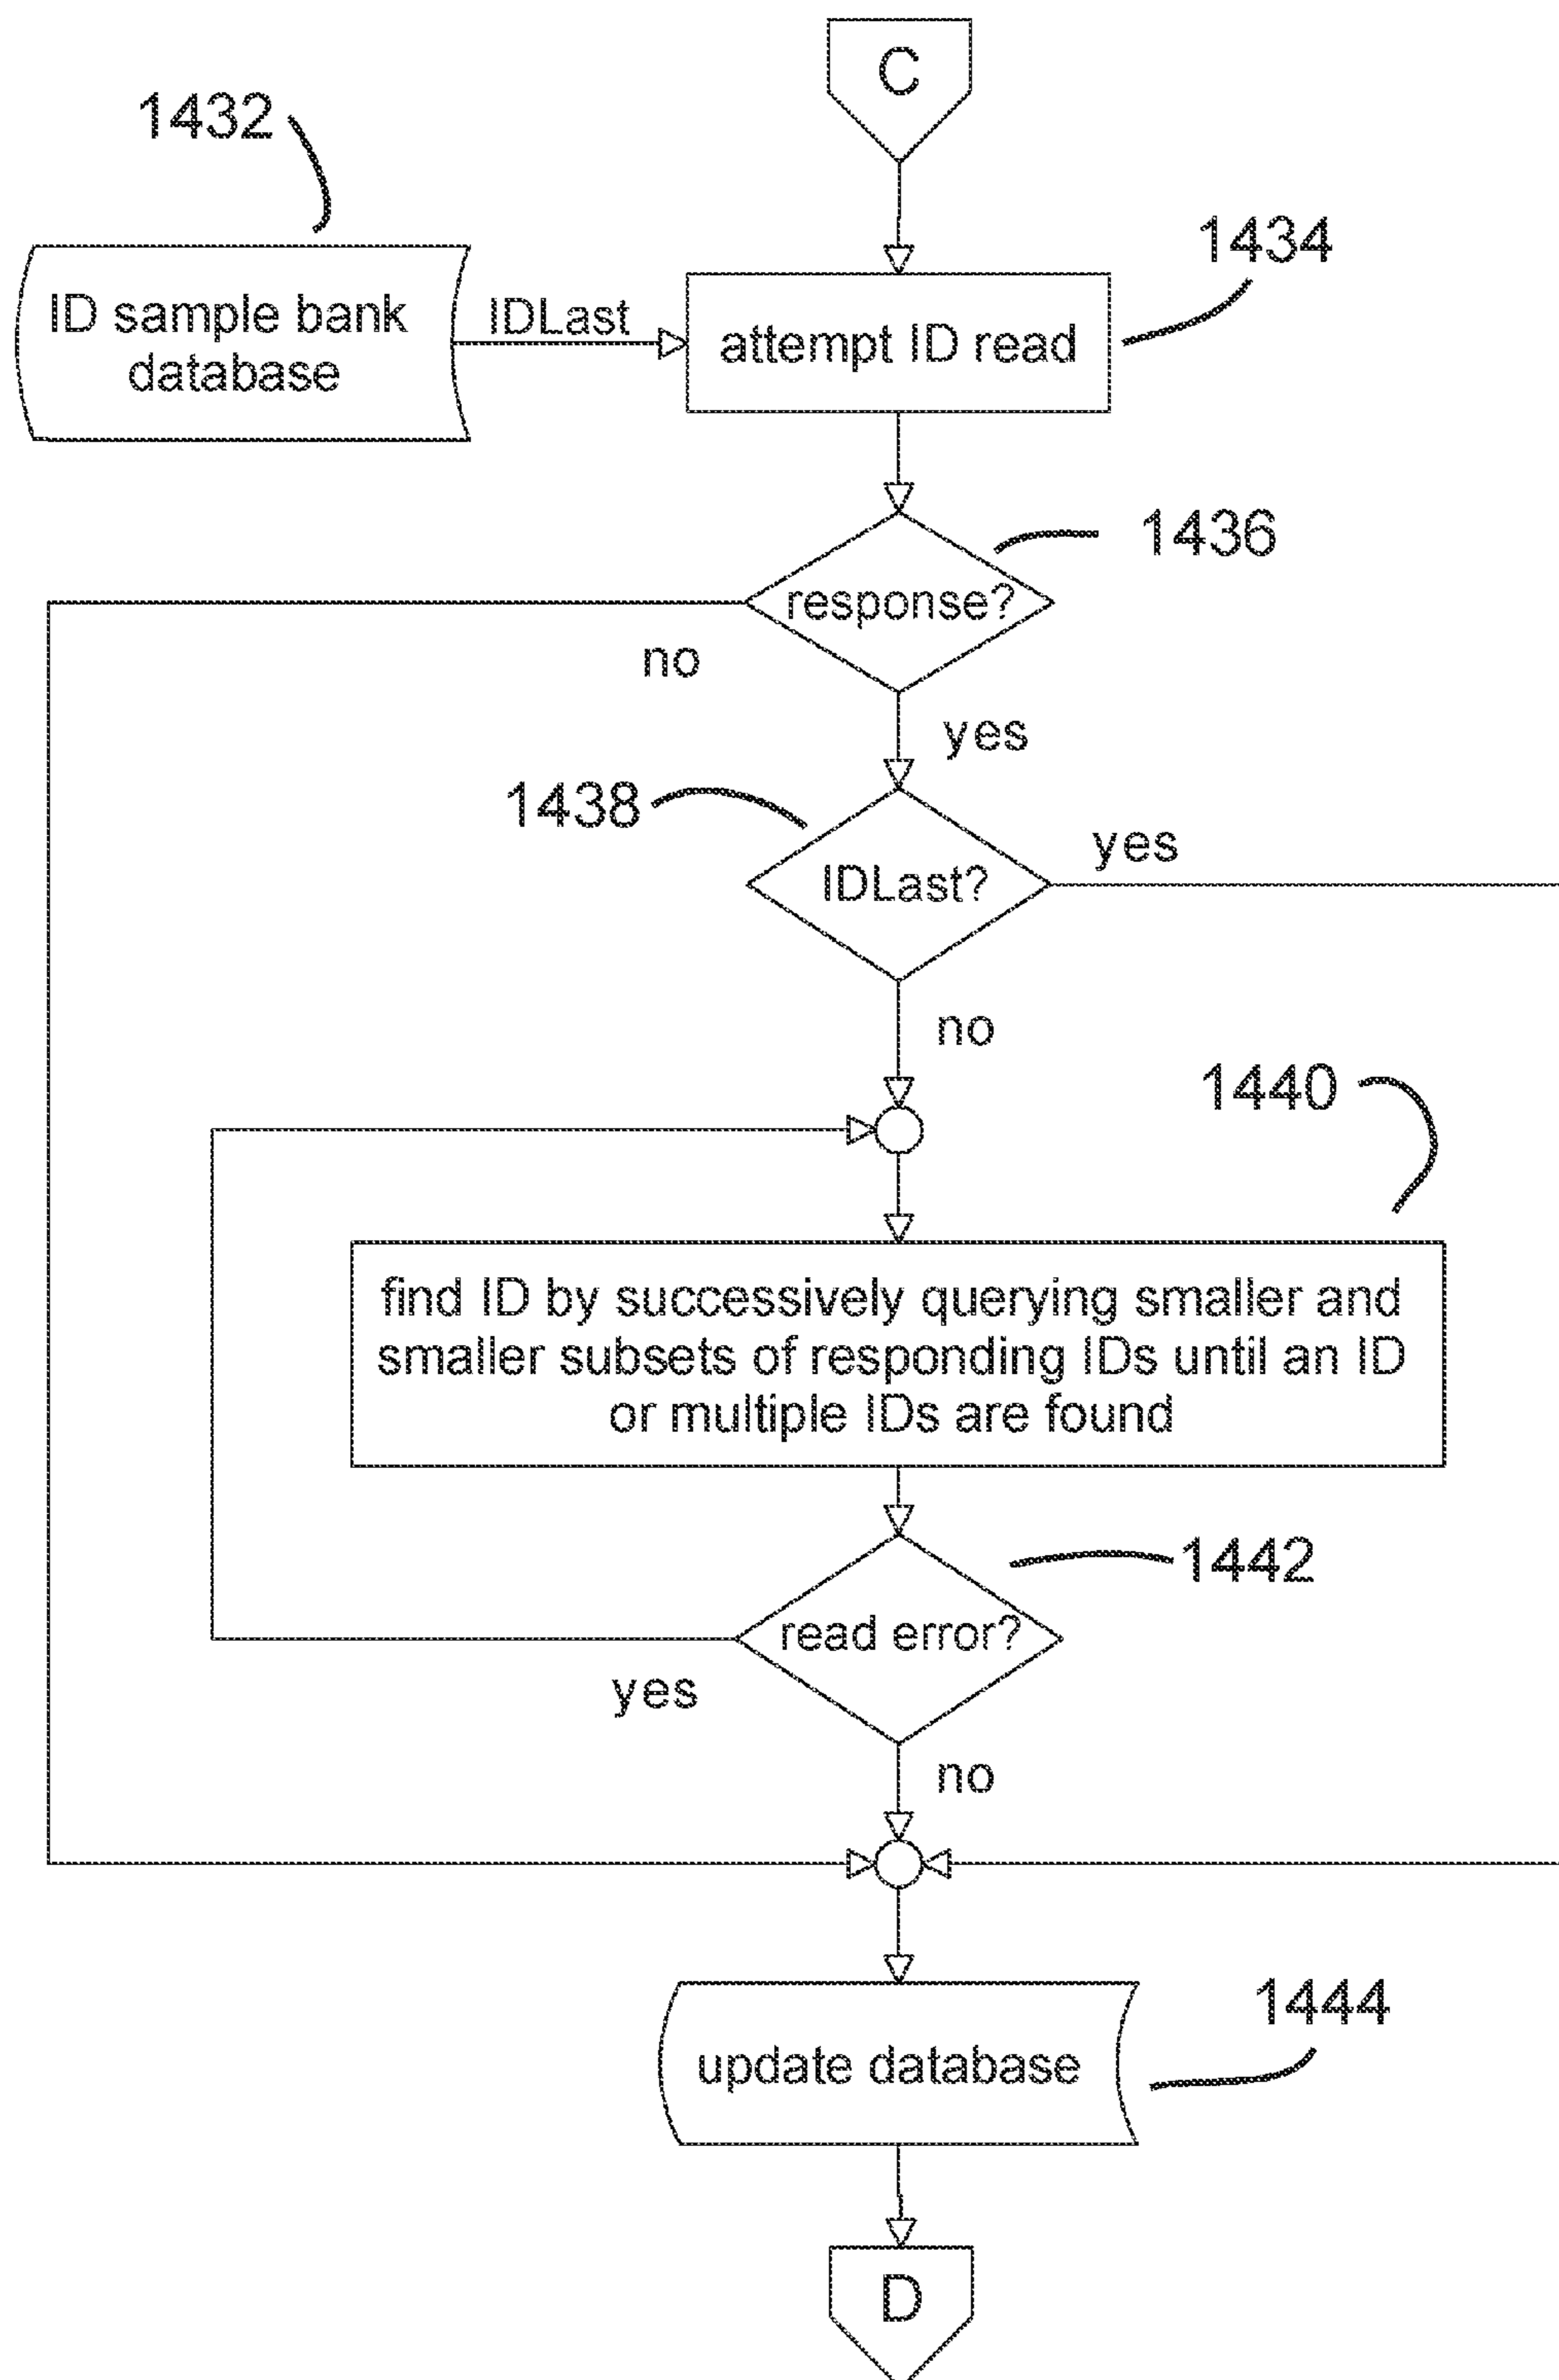 C
1432
1434
ID sample bank
database
IDLast
attempt ID read
1436
response?
no
yes
1438
yes
IDLast?
no
1440
find ID by successively querying smaller and
smaller subsets of responding IDs until an ID
or multiple IDs are found
1442
read error?
yes
no
1444
update database
D